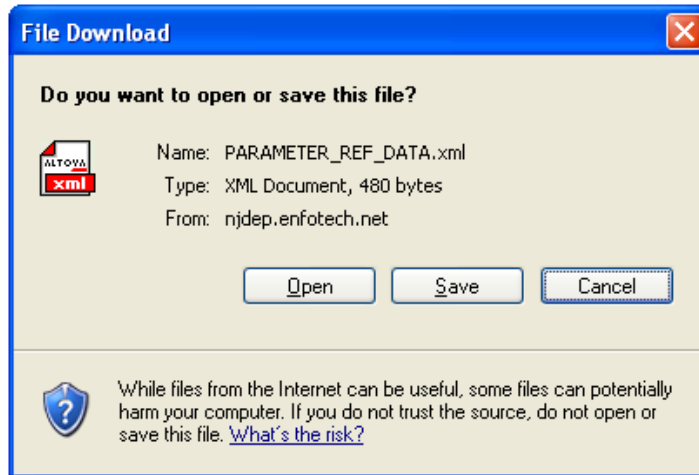 File Download
Do you want to open or save this file?
ALTOVA
xml
Name: PARAMETER_REF_DATA.xml
Type: XML Document, 480 bytes
From: njdep.enfotech.net
Open Save Cancel
While files from the Internet can be useful, some files can potentially
harm your computer. If you do not trust the source, do not open or
save this file. What's the risk?